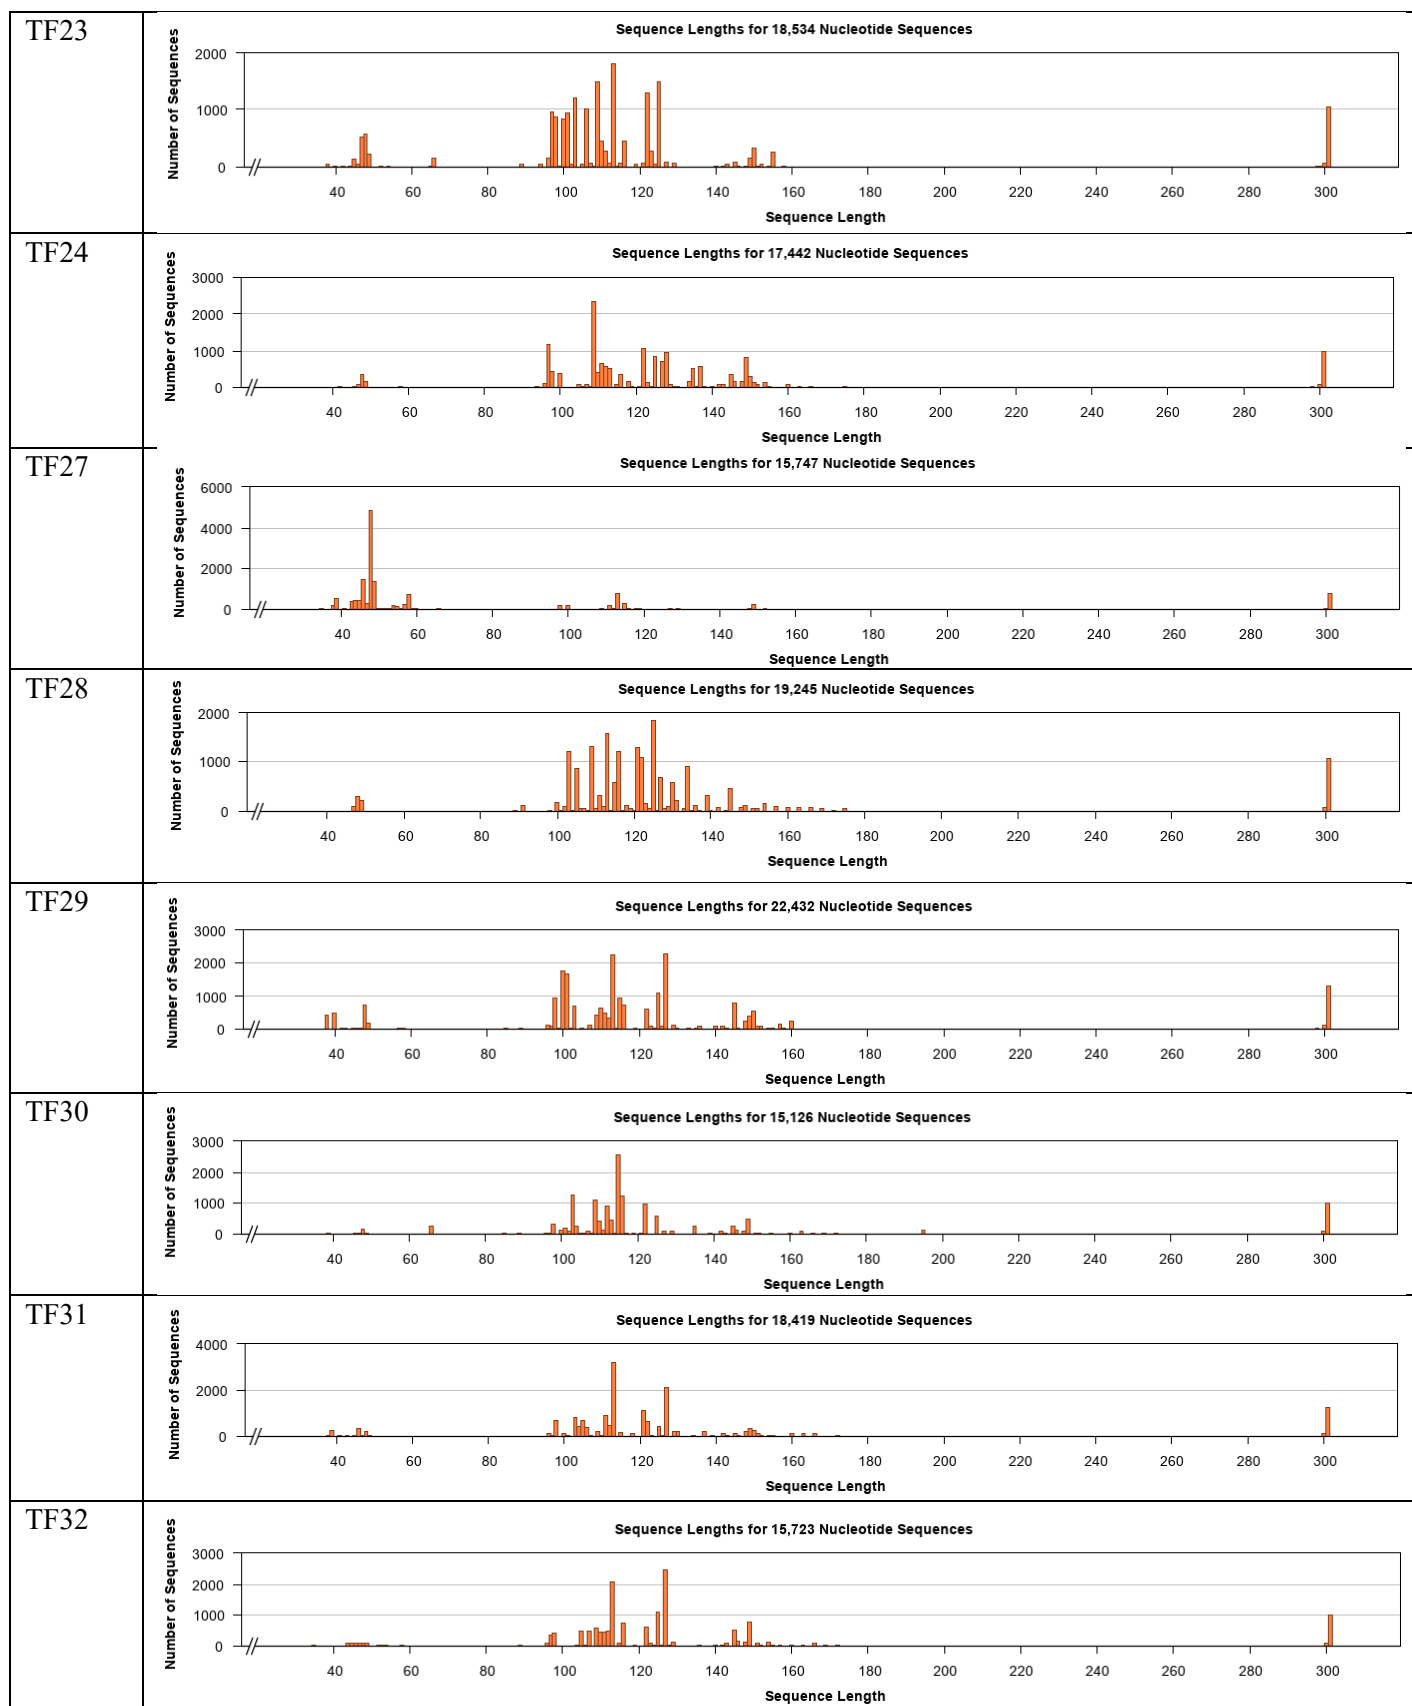 TF23
Sequence Lengths for 18,534 Nucleotide Sequences
Number of Sequences
2000
1000
0
40 60 80 100 120 140 160 180 200 220 240 260 280 300
Sequence Length
TF24
Sequence Lengths for 17,442 Nucleotide Sequences
Number of Sequences
3000
2000
1000
0
40 60 80 100 120 140 160 180 200 220 240 260 280 300
Sequence Length
TF27
Sequence Lengths for 15,747 Nucleotide Sequences
Number of Sequences
6000
4000
2000
0
40 60 80 100 120 140 160 180 200 220 240 260 280 300
Sequence Length
TF28
Sequence Lengths for 19,245 Nucleotide Sequences
Number of Sequences
2000
1000
0
40 60 80 100 120 140 160 180 200 220 240 260 280 300
Sequence Length
TF29
Sequence Lengths for 22,432 Nucleotide Sequences
Number of Sequences
3000
2000
1000
0
40 60 80 100 120 140 160 180 200 220 240 260 280 300
Sequence Length
TF30
Sequence Lengths for 15,126 Nucleotide Sequences
Number of Sequences
3000
2000
1000
0
40 60 80 100 120 140 160 180 200 220 240 260 280 300
Sequence Length
TF31
Sequence Lengths for 18,419 Nucleotide Sequences
Number of Sequences
4000
2000
0
40 60 80 100 120 140 160 180 200 220 240 260 280 300
Sequence Length
TF32
Sequence Lengths for 15,723 Nucleotide Sequences
Number of Sequences
3000
2000
1000
0
40 60 80 100 120 140 160 180 200 220 240 260 280 300
Sequence Length